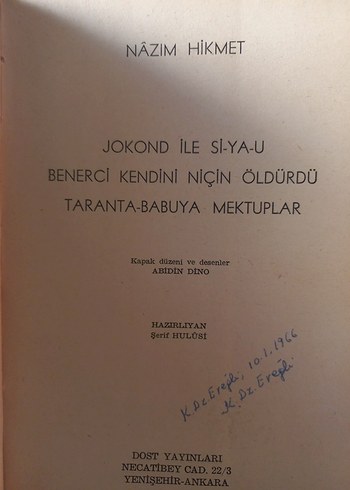 NÂZIM HİKMET
JOKOND İLE Sİ-YA-U
BENERCİ KENDİNİ NİÇİN ÖLDÜRDÜ
TARANTA-BABUYA MEKTUPLAR
Kapak düzeni ve desenler
ABİDİN DİNO
HAZIRLIYAN
Şerif HULÛSİ
K.Dz.Ereğli, 10.1.1966
K.Dz.Ereğli
DOST YAYINLARI
NECATİBEY CAD. 22/3
YENİŞEHİR-ANKARA